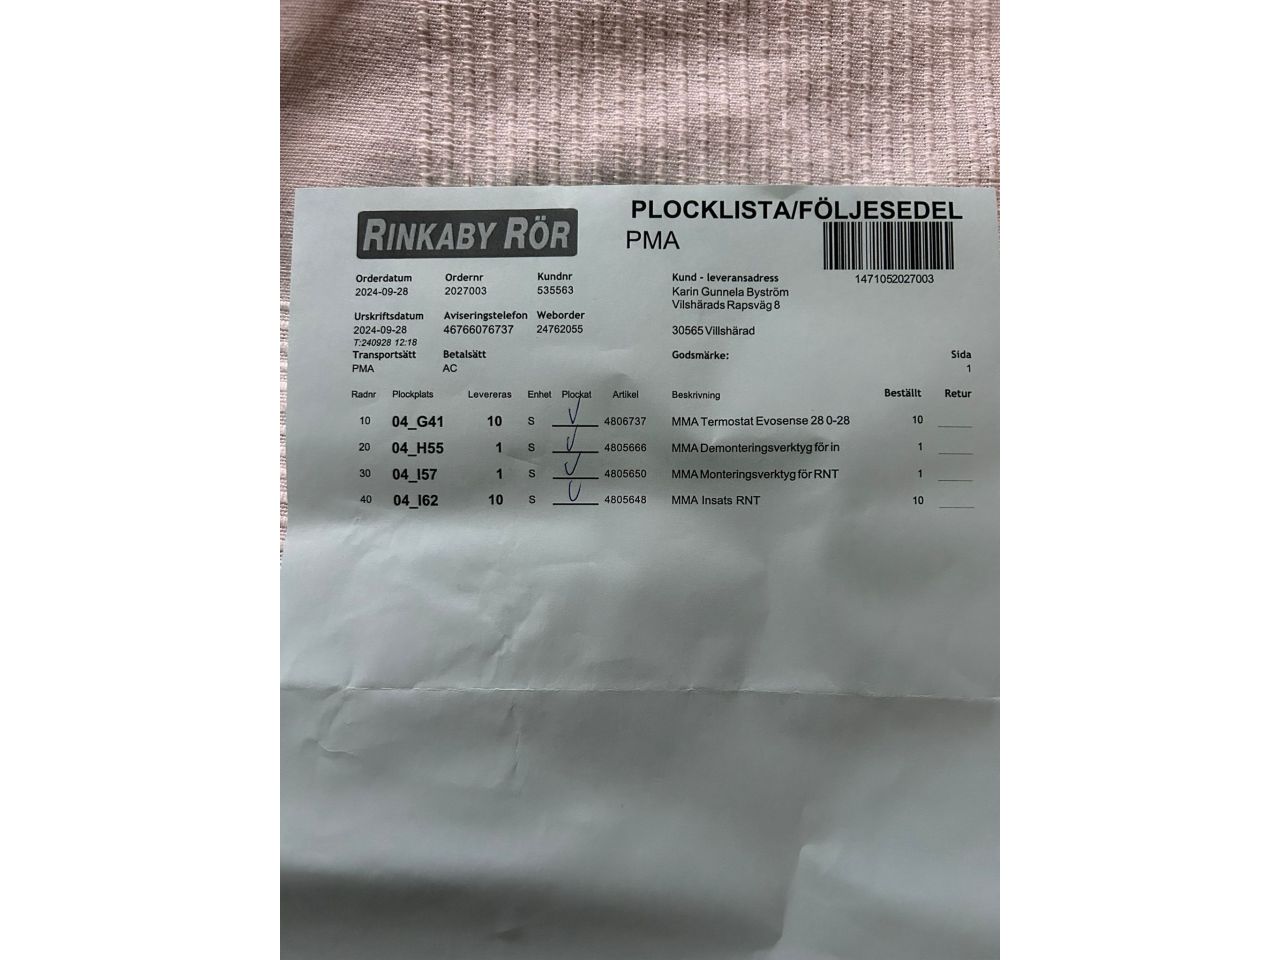 PLOCKLISTA/FÖLJESEDEL
RINKABY RÖR
PMA
1471052027003
Orderdatum Ordernr Kundnr
2024-09-28 2027003 535563
Kund - leveransadress
Karin Gunnela Byström
Vilshärads Rapsväg 8
30565 Villshärad
Urskriftsdatum Aviseringstelefon Weborder
2024-09-28 46766076737 24762055
T:240928 12:18
Transportsätt Betalsätt Godsmärke: Sida
PMA AC 1
Radnr Plockplats Levereras Enhet Plockat Artikel Beskrivning Beställt Retur
10 04_G41 10 S 4806737 MMA Termostat Evosense 28 0-28 10
20 04_H55 1 S 4805666 MMA Demonteringsverktyg för in 1
30 04_I57 1 S 4805650 MMA Monteringsverktyg för RNT 1
40 04_I62 10 S 4805648 MMA Insats RNT 10